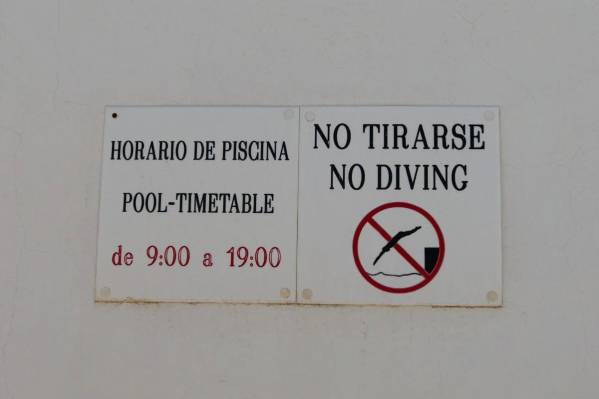 HORARIO DE PISCINA
POOL-TIMETABLE
de 9:00 a 19:00
NO TIRARSE
NO DIVING